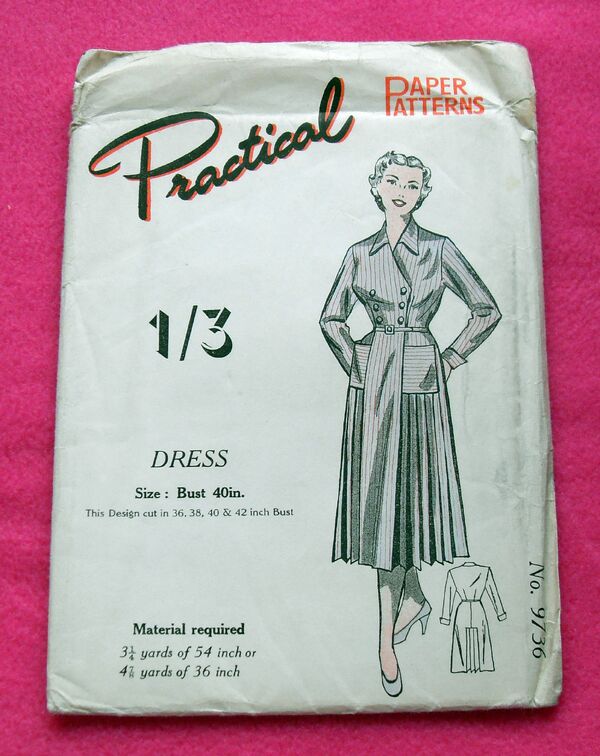 Practical
PAPER
PATTERNS
1/3
DRESS
Size : Bust 40in.
This Design cut in 36, 38, 40 & 42 inch Bust
Material required
3¼ yards of 54 inch or
4⅞ yards of 36 inch
No. 9736